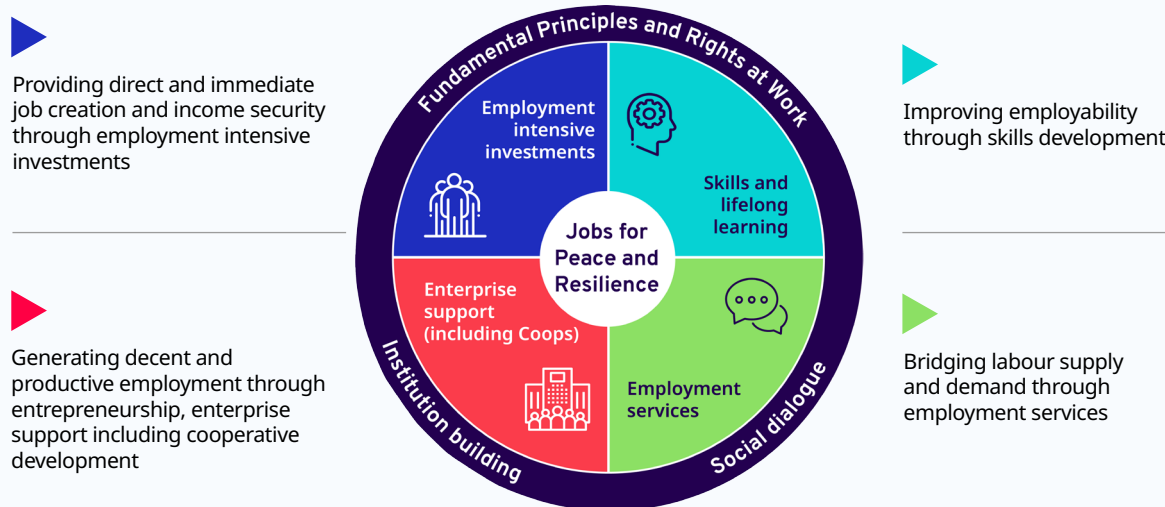 Providing direct and immediate
job creation and income security
through employment intensive
investments
Generating decent and
productive employment through
entrepreneurship, enterprise
support including cooperative
development
Fundamental Principles and Rights at Work
Employment
intensive
investments
Skills and
lifelong
learning
Jobs for
Peace and
Resilience
Enterprise
support
(including Coops)
Employment
services
Institution building
Social dialogue
Improving employability
through skills development
Bridging labour supply
and demand through
employment services